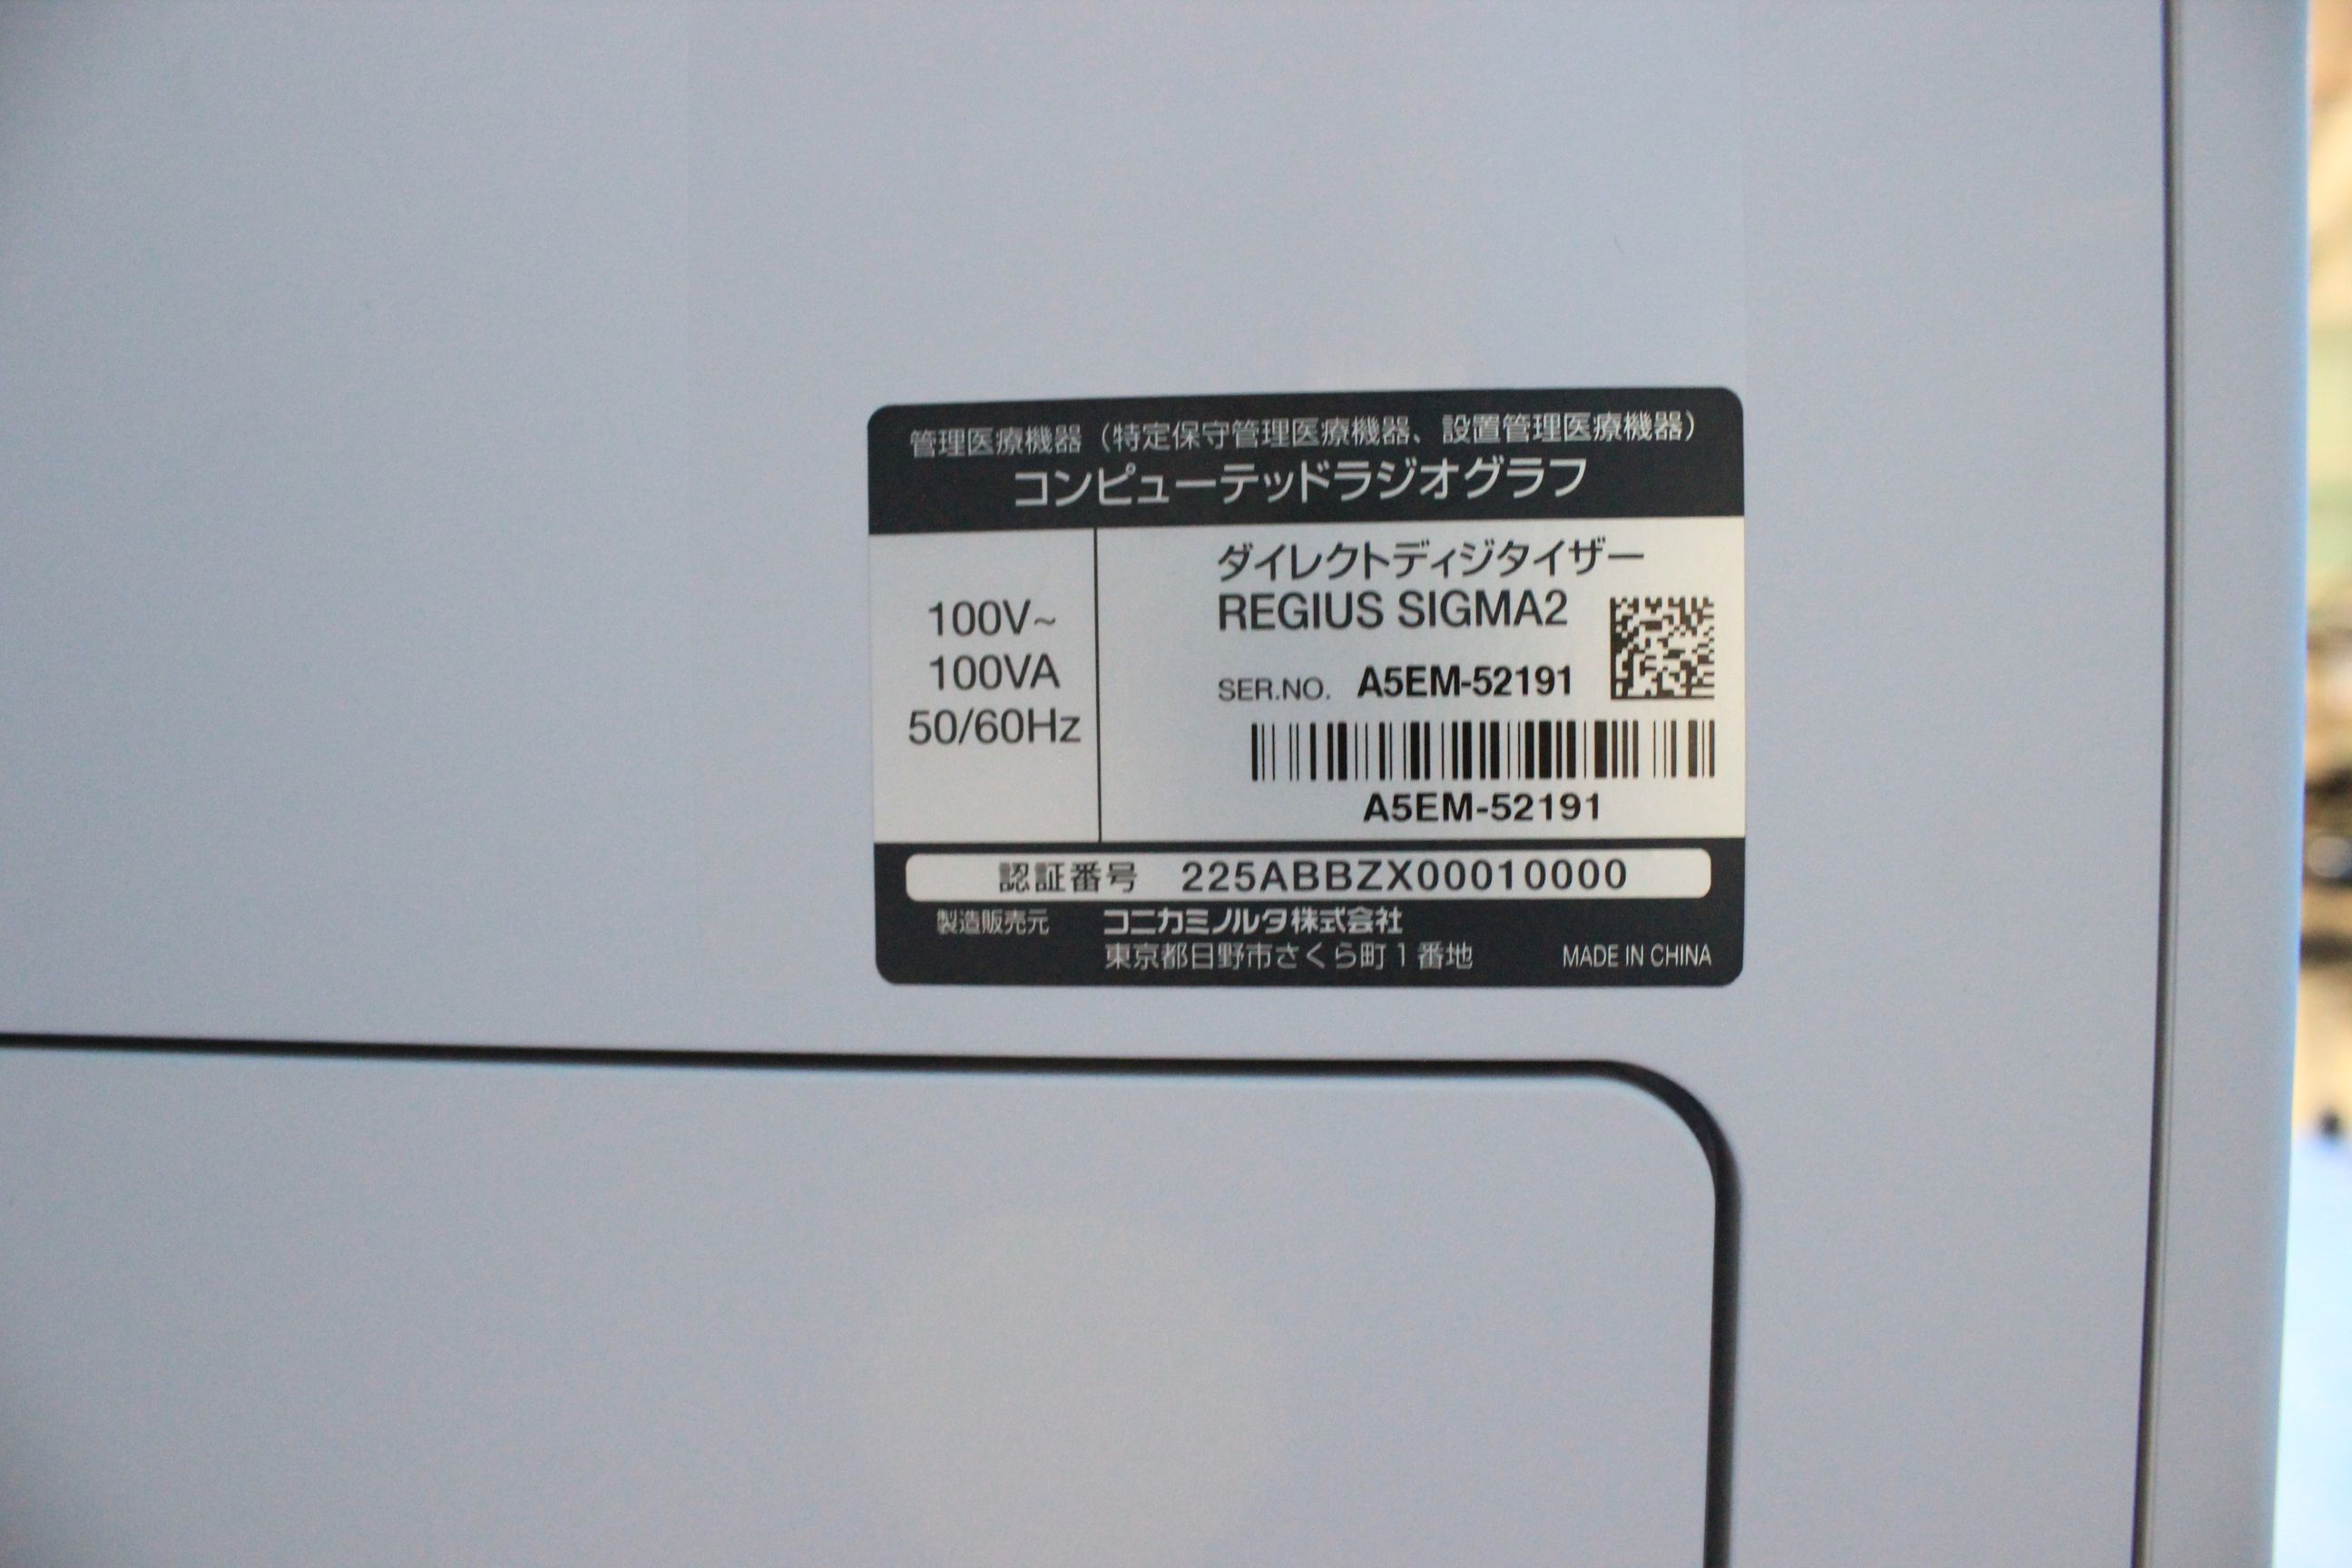 管理医療機器（特定保守管理医療機器、設置管理医療機器）
コンピューテッドラジオグラフ
100V~
100VA
50/60Hz
ダイレクトディジタイザー
REGIUS SIGMA2
SER.NO. A5EM-52191
A5EM-52191
認証番号 225ABBZX00010000
製造販売元 コニカミノルタ株式会社
東京都日野市さくら町1番地 MADE IN CHINA